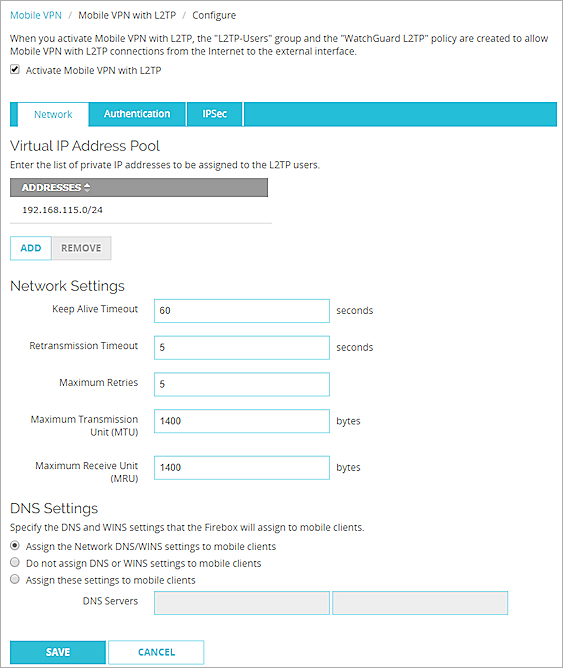 Mobile VPN / Mobile VPN with L2TP / Configure
When you activate Mobile VPN with L2TP, the "L2TP-Users" group and the "WatchGuard L2TP" policy are created to allow
Mobile VPN with L2TP connections from the Internet to the external interface.
Activate Mobile VPN with L2TP
Network Authentication IPSec
Virtual IP Address Pool
Enter the list of private IP addresses to be assigned to the L2TP users.
ADDRESSES
192.168.115.0/24
ADD REMOVE
Network Settings
Keep Alive Timeout 60 seconds
Retransmission Timeout 5 seconds
Maximum Retries 5
Maximum Transmission 1400 bytes
Unit (MTU)
Maximum Receive Unit 1400 bytes
(MRU)
DNS Settings
Specify the DNS and WINS settings that the Firebox will assign to mobile clients.
Assign the Network DNS/WINS settings to mobile clients
Do not assign DNS or WINS settings to mobile clients
Assign these settings to mobile clients
DNS Servers
SAVE CANCEL